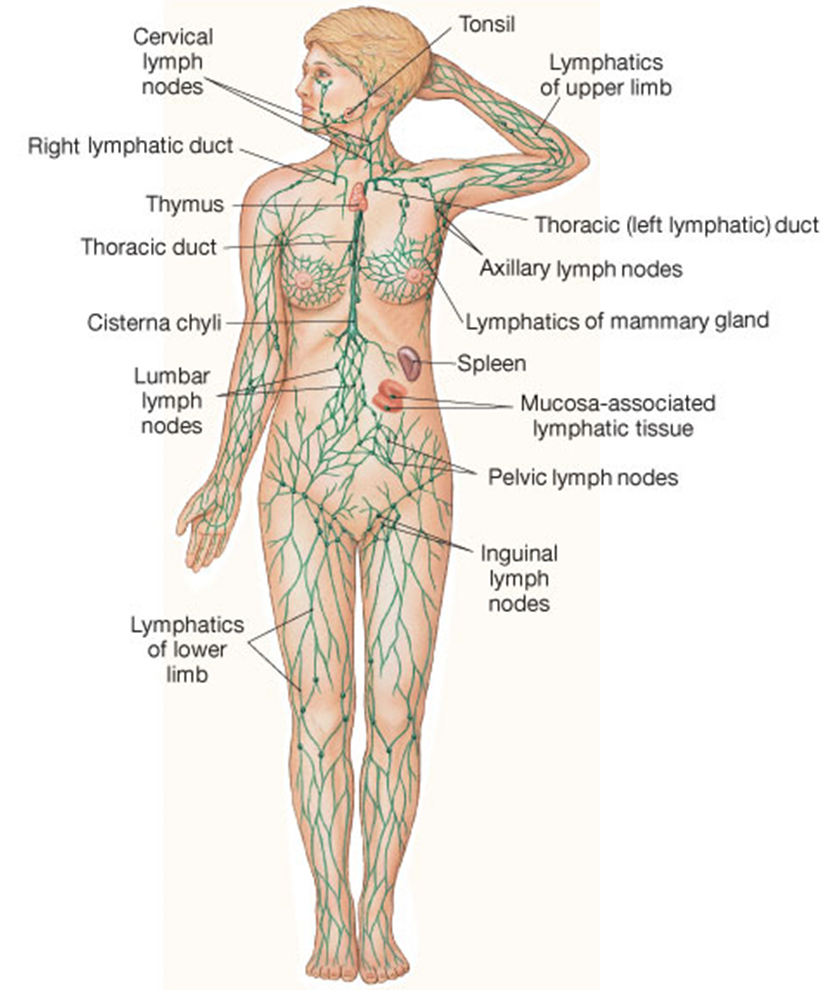 Tonsil
Cervical
lymph
nodes
Lymphatics
of upper limb
Right lymphatic duct
Thymus
Thoracic (left lymphatic) duct
Thoracic duct
Axillary lymph nodes
Cisterna chyli
Lymphatics of mammary gland
Spleen
Lumbar
lymph
nodes
Mucosa-associated
lymphatic tissue
Pelvic lymph nodes
Inguinal
lymph
nodes
Lymphatics
of lower
limb